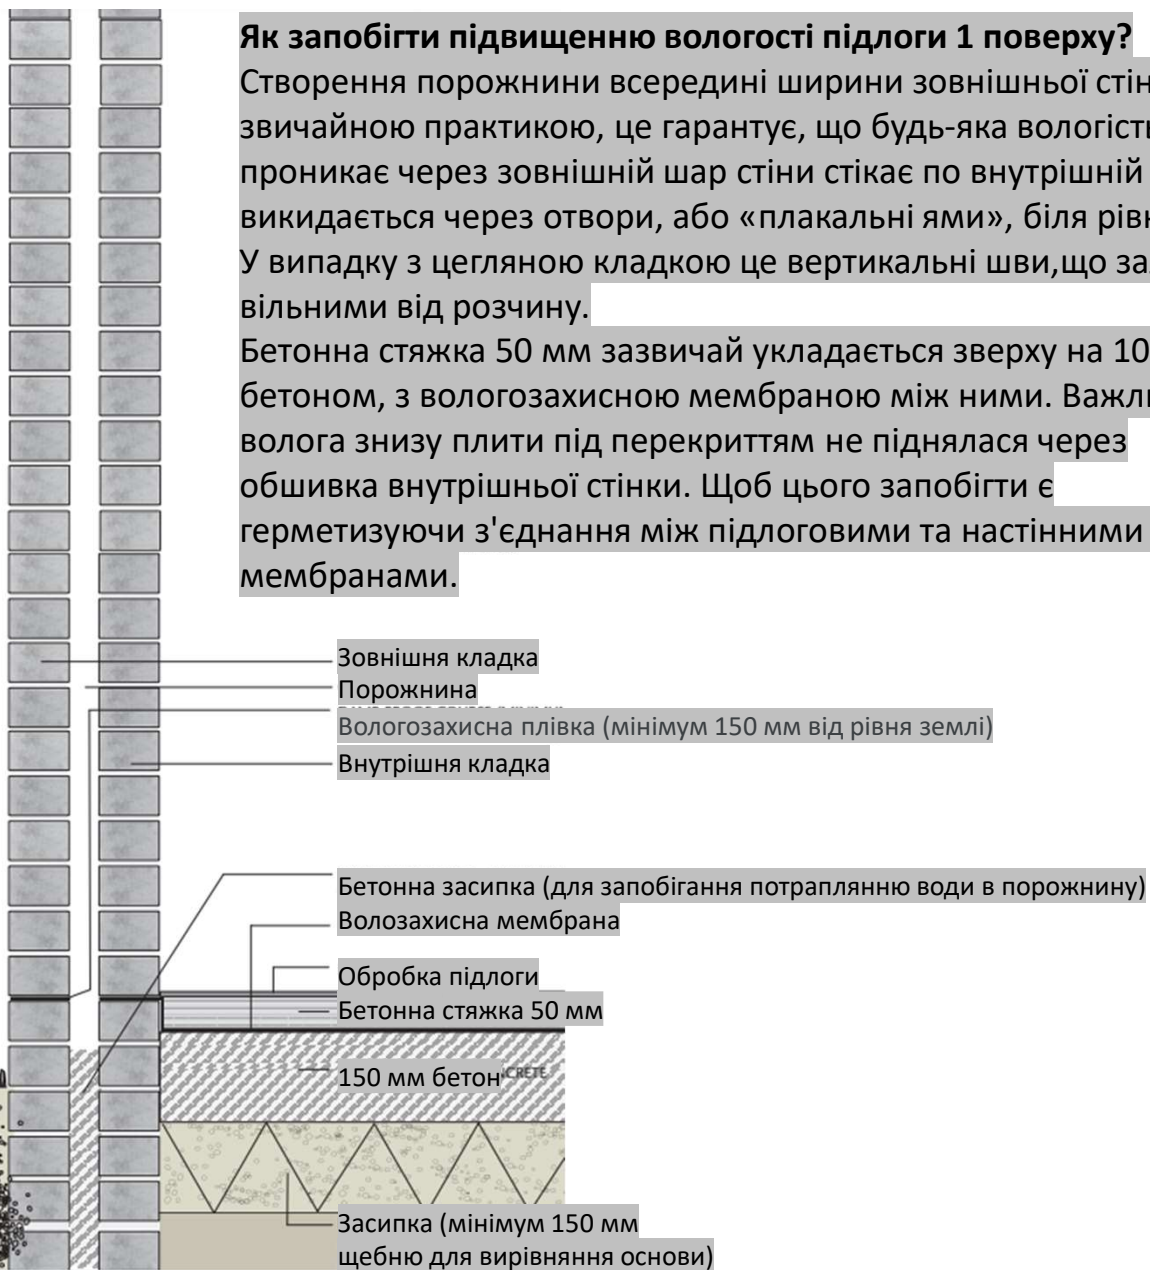 Як запобігти підвищенню вологості підлоги 1 поверху?
Створення порожнини всередині ширини зовнішньої
звичайною практикою, це гарантує, що будь-яка вологість
проникає через зовнішній шар стіни стікає по внутрішній
викидається через отвори, або «плакальні ями», біля
У випадку з цегляною кладкою це вертикальні шви,що
вільними від розчину.
Бетонна стяжка 50 мм зазвичай укладається зверху на
бетоном, з вологозахисною мембраною між ними.
волога знизу плити під перекриттям не піднялася через
обшивка внутрішньої стінки. Щоб цього запобігти є
герметизуючи з'єднання між підлоговими та настінними
мембранами.
Зовнішня кладка
Порожнина
Вологозахисна плівка (мінімум 150 мм від рівня землі)
Внутрішня кладка
Бетонна засипка (для запобігання потраплянню води в порожнину)
Волозахисна мембрана
Обробка підлоги
Бетонна стяжка 50 мм
150 мм бетон
Засипка (мінімум 150 мм
щебню для вирівняння основи)